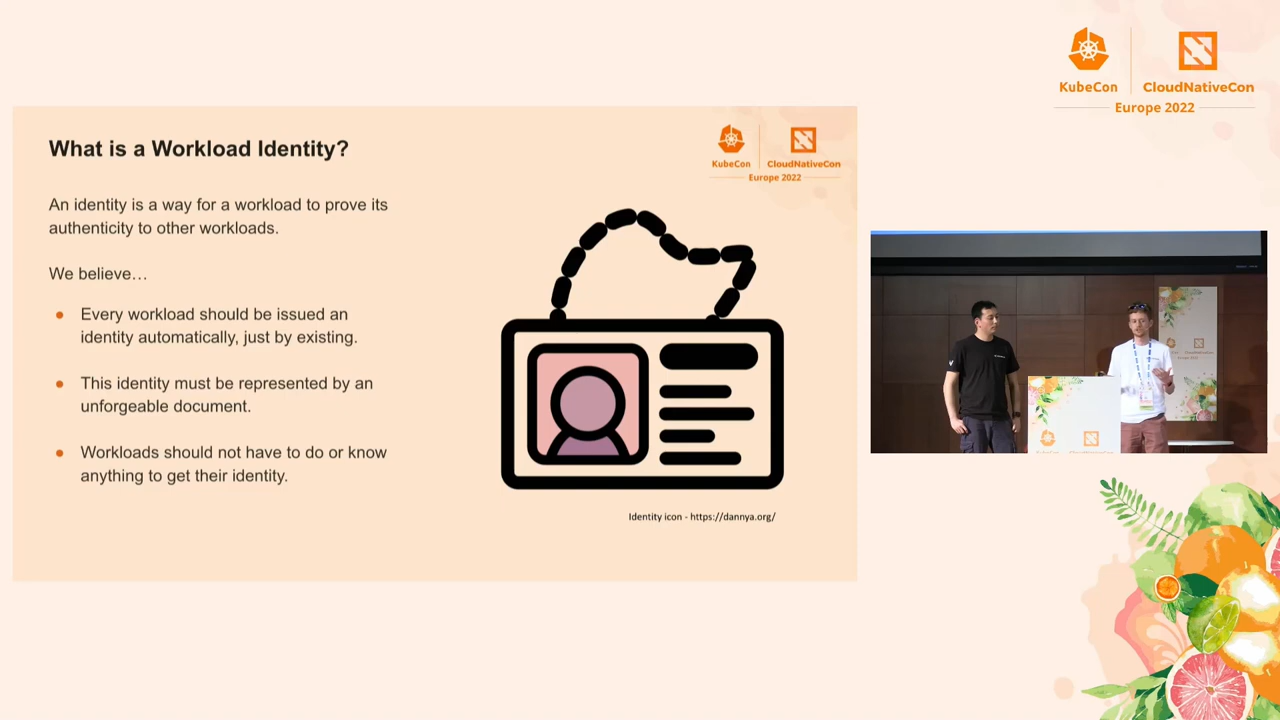 KubeCon
CloudNativeCon
Europe 2022
What is a Workload Identity?
KubeCon
CloudNativeCon
Europe 2022
An identity is a way for a workload to prove its
authenticity to other workloads.
We believe…
Every workload should be issued an
identity automatically, just by existing.
This identity must be represented by an
unforgeable document.
Workloads should not have to do or know
anything to get their identity.
Identity icon - https://dannya.org/